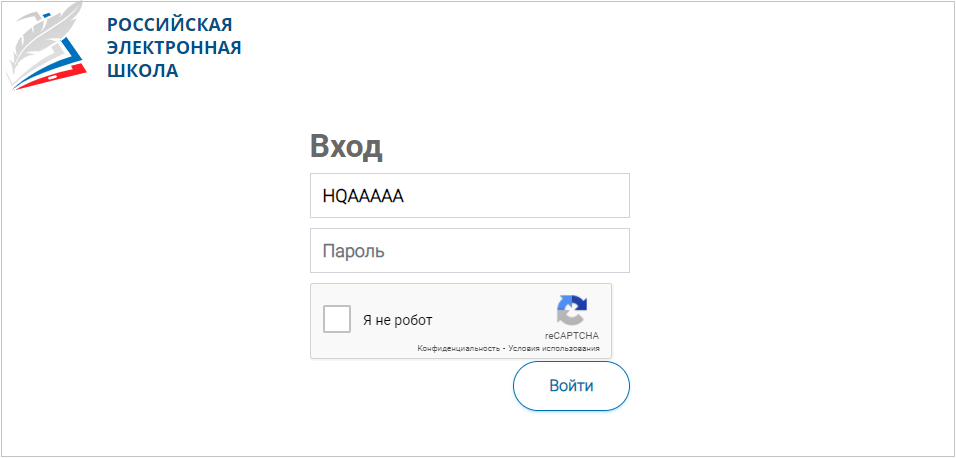 РОССИЙСКАЯ
ЭЛЕКТРОННАЯ
ШКОЛА
Вход
HQAAAAA
Пароль
Я не робот
reCAPTCHA
Конфиденциальность - Условия использования
Войти